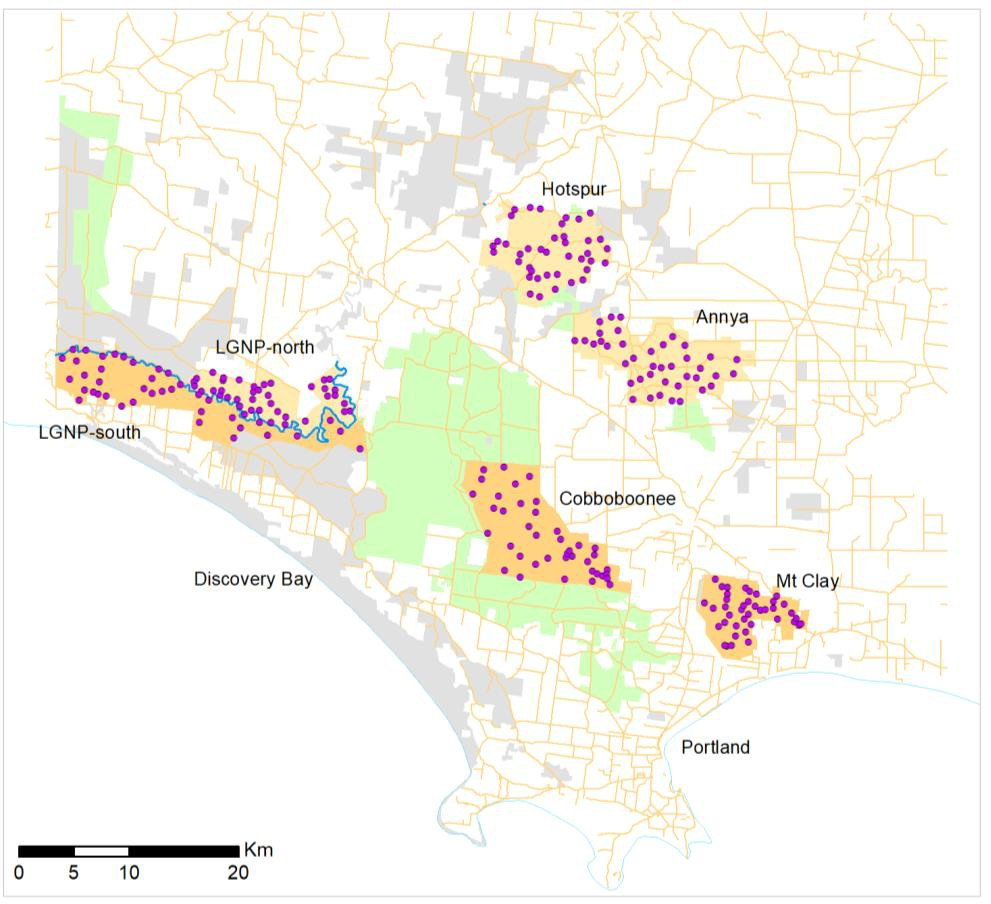 Hotspur
Annya
LGNP-north
LGNP-south
Cobboboonee
Discovery Bay
Mt Clay
Portland
Km
0 5 10 20